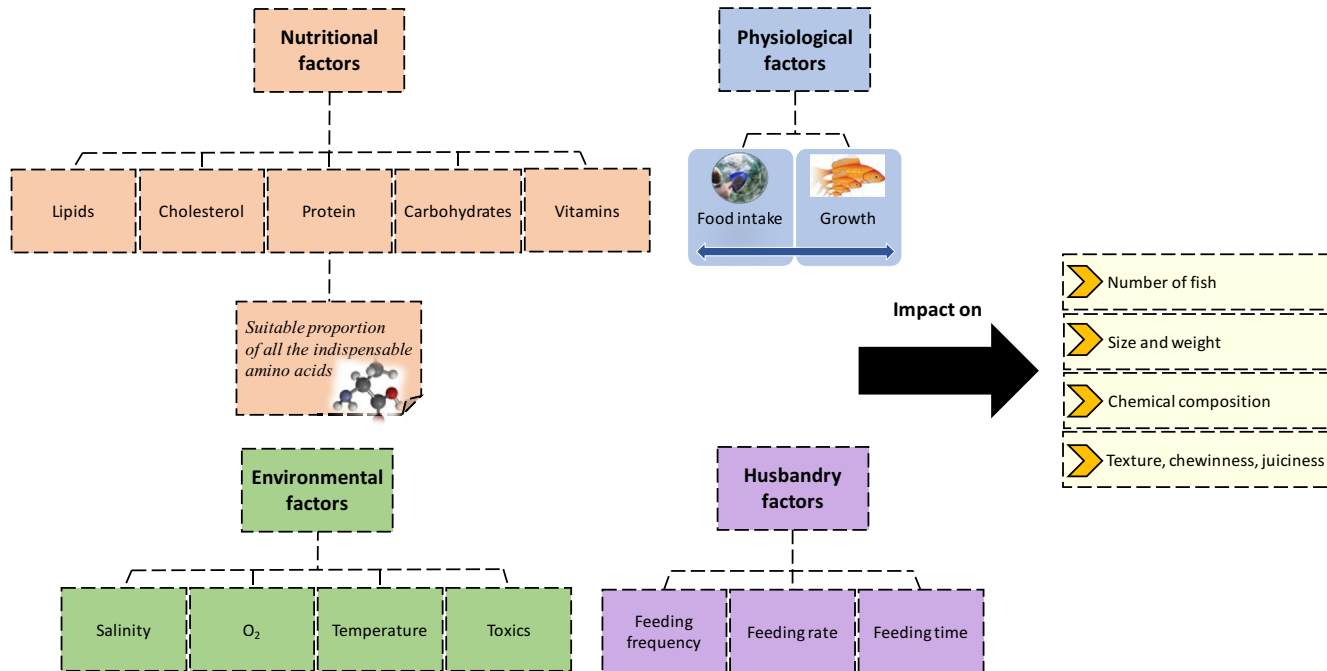 Nutritional
factors
Physiological
factors
Lipids
Cholesterol
Protein
Carbohydrates
Vitamins
Food intake
Growth
Suitable proportion
of all the indispensable
amino acids
Impact on
Number of fish
Size and weight
Chemical composition
Texture, chewinness, juiciness
Environmental
factors
Husbandry
factors
Salinity
O₂
Temperature
Toxics
Feeding
frequency
Feeding rate
Feeding time